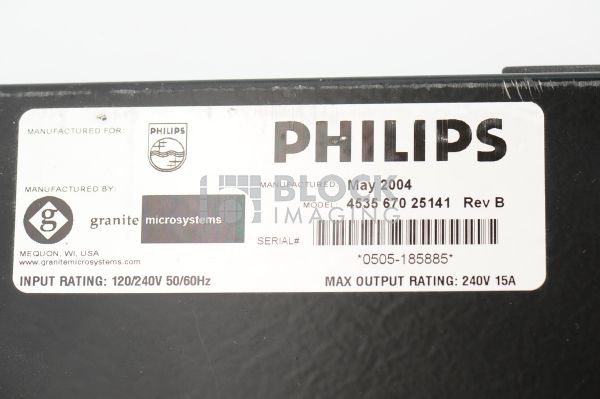 MANUFACTURED FOR:
PHILIPS
PHILIPS
MANUFACTURED May 2004
MODEL 4535 670 25141 Rev B
BLOCK
IMAGING
MANUFACTURED BY:
g
granite microsystems
SERIAL#
*0505-185885*
MEQUON, WI, USA
www.granitemicrosystems.com
INPUT RATING: 120/240V 50/60Hz
MAX OUTPUT RATING: 240V 15A